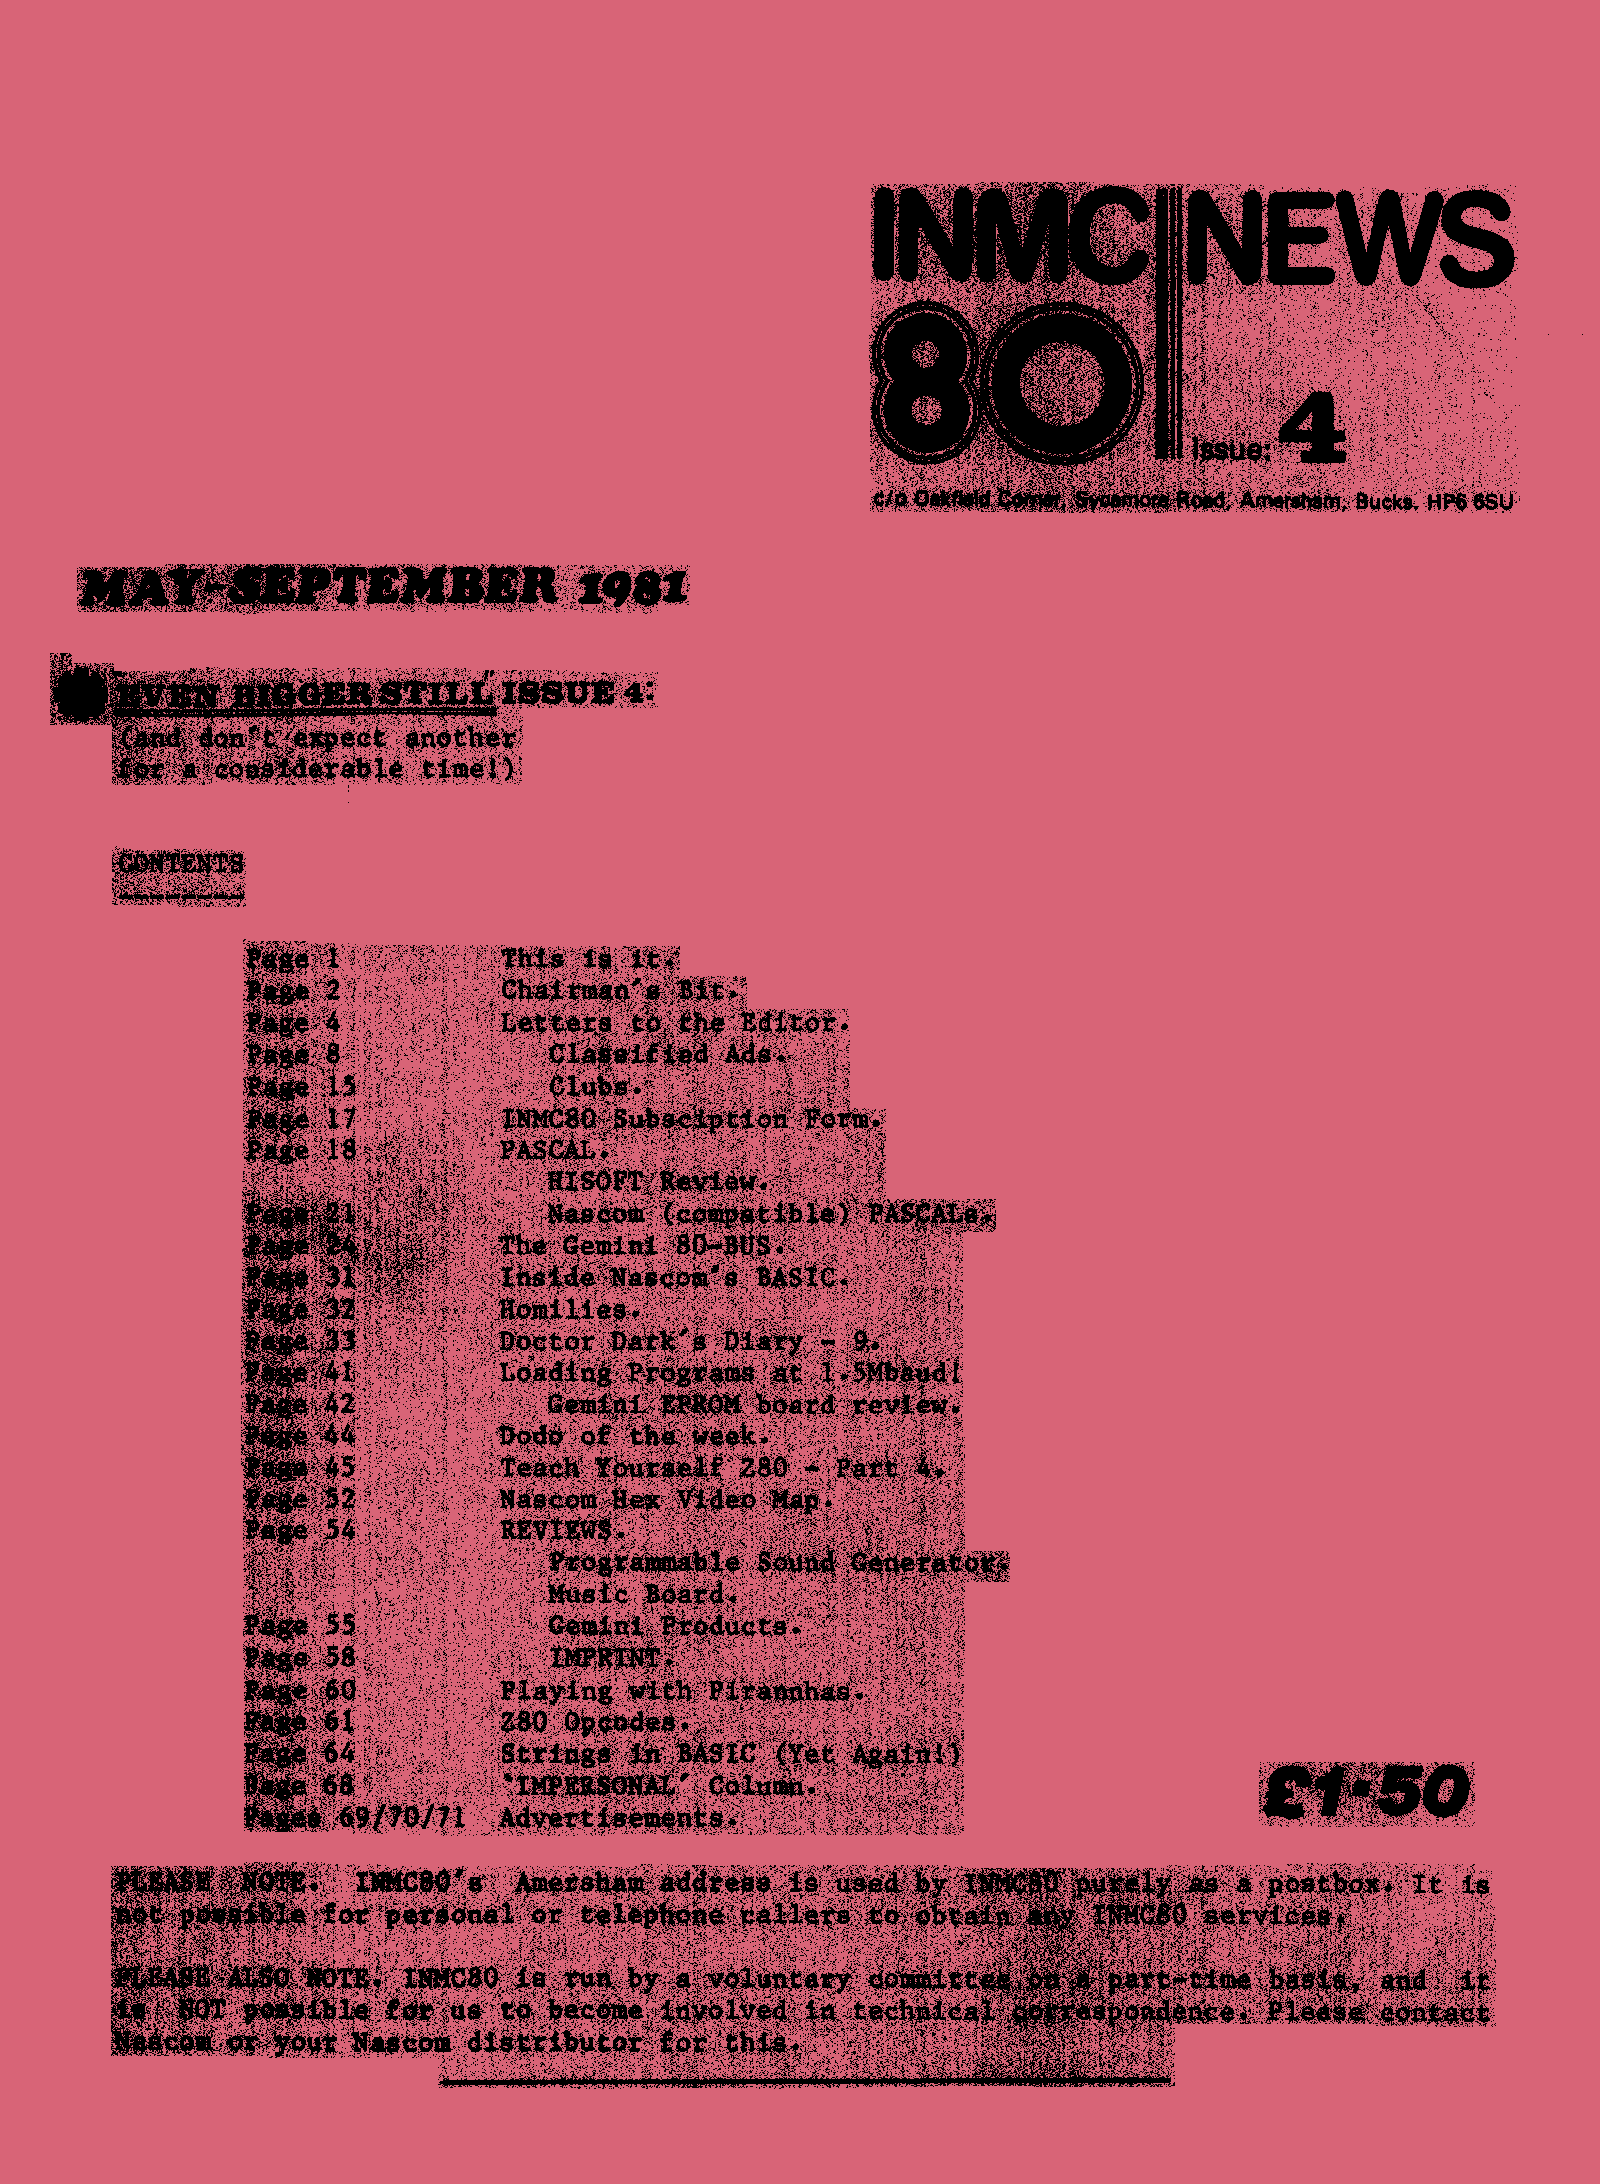 INMC NEWS
80
Issue: 4
c/o Oakfield Corner, Sycamore Road, Amersham, Bucks. HP6 6SU
MAY-SEPTEMBER 1981
"EVEN BIGGER STILL" ISSUE 4:
(and don't expect another
for a considerable time!)
CONTENTS
--------
Page 1 This is it.
Page 2 Chairman's Bit.
Page 4 Letters to the Editor.
Page 8 Classified Ads.
Page 15 Clubs.
Page 17 INMC80 Subsciption Form.
Page 18 PASCAL.
HISOFT Review.
Page 21 Nascom (compatible) PASCALs.
Page 24 The Gemini 80-BUS.
Page 31 Inside Nascom's BASIC.
Page 32 Homilies.
Page 33 Doctor Dark's Diary - 9.
Page 41 Loading Programs at 1.5Mbaud!
Page 42 Gemini EPROM board review.
Page 44 Dodo of the week.
Page 45 Teach Yourself Z80 - Part 4.
Page 52 Nascom Hex Video Map.
Page 54 REVIEWS.
Programmable Sound Generator.
Music Board.
Page 55 Gemini Products.
Page 58 IMPRINT.
Page 60 Playing with Pirannhas.
Page 61 Z80 Opcodes.
Page 64 Strings in BASIC (Yet Again!)
Page 68 `IMPERSONAL' Column.
Pages 69/70/71 Advertisements.
£1·50
PLEASE NOTE. INMC80's Amersham address is used by INMC80 purely as a postbox. It is
not possible for personal or telephone callers to obtain any INMC80 services.
PLEASE ALSO NOTE. INMC80 is run by a voluntary committee on a part-time basis, and it
is NOT possible for us to become involved in technical correspondence. Please contact
Nascom or your Nascom distributor for this.